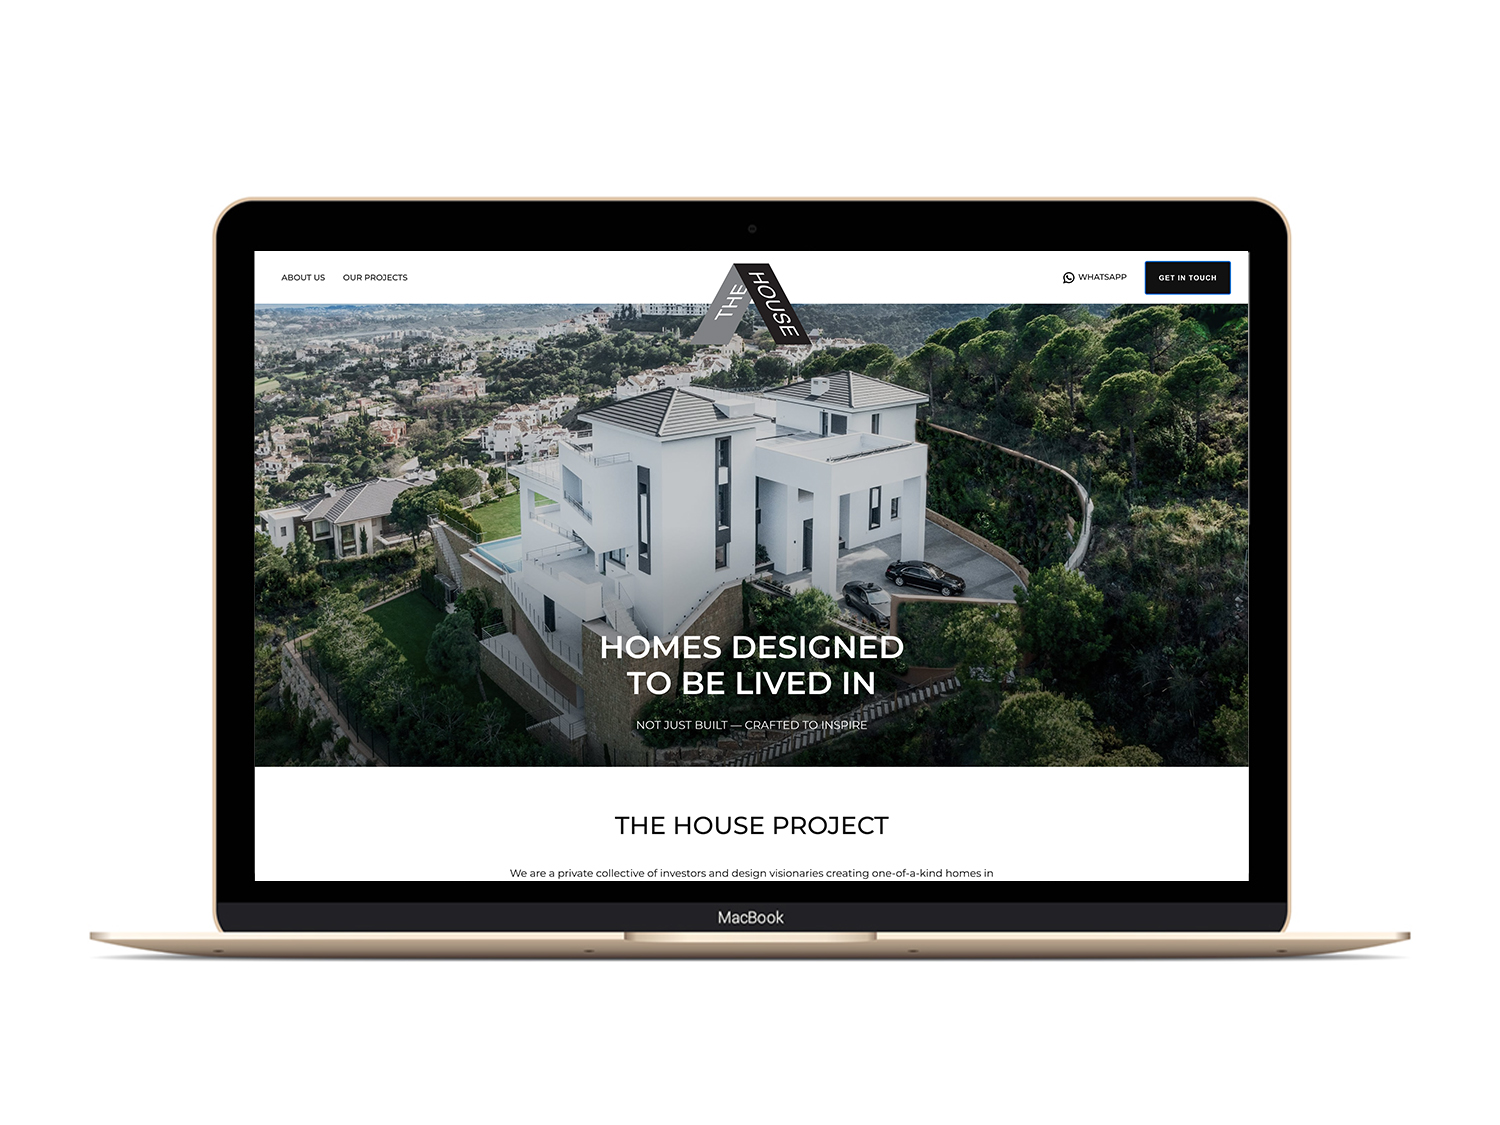 ABOUT US
OUR PROJECTS
THE
HOUSE
WHATSAPP
GET IN TOUCH
HOMES DESIGNED
TO BE LIVED IN
NOT JUST BUILT — CRAFTED TO INSPIRE
THE HOUSE PROJECT
We are a private collective of investors and design visionaries creating one-of-a-kind homes in
MacBook